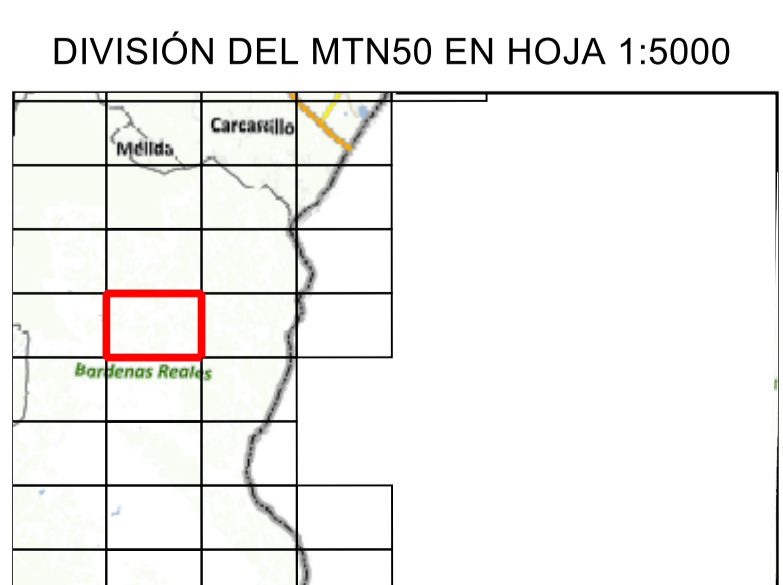 DIVISIÓN DEL MTN50 EN HOJA 1:5000
Carcastillo
Mélida
Bardenas Reales